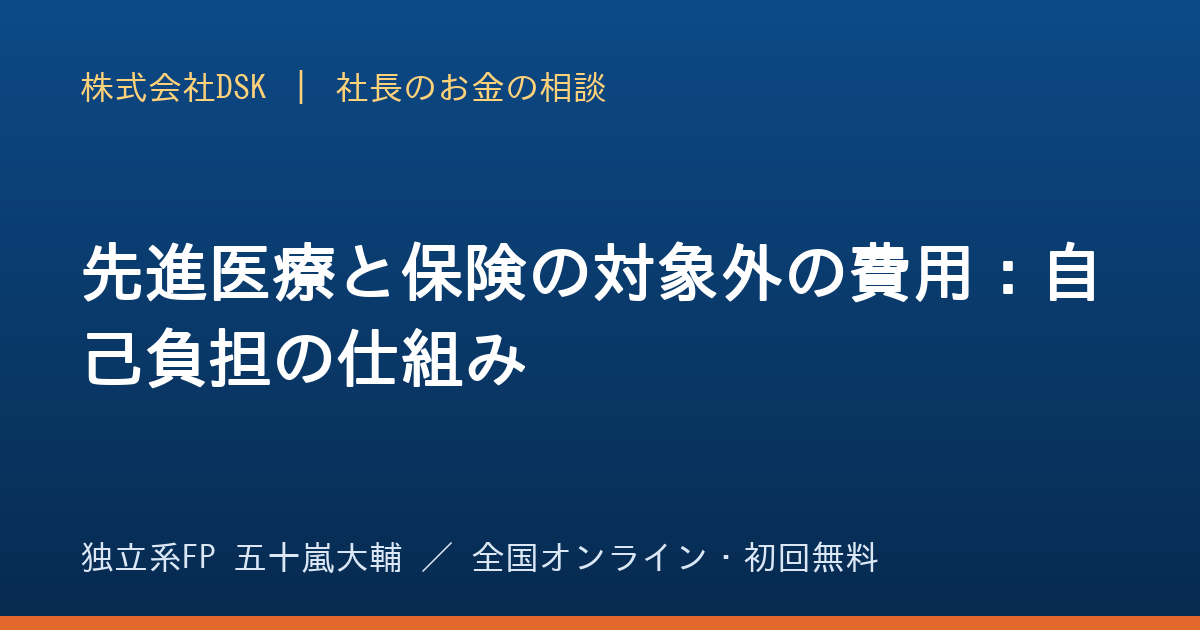 株式会社DSK ｜ 社長のお金の相談
先進医療と保険の対象外の費用：自
己負担の仕組み
独立系FP 五十嵐大輔 ／ 全国オンライン・初回無料